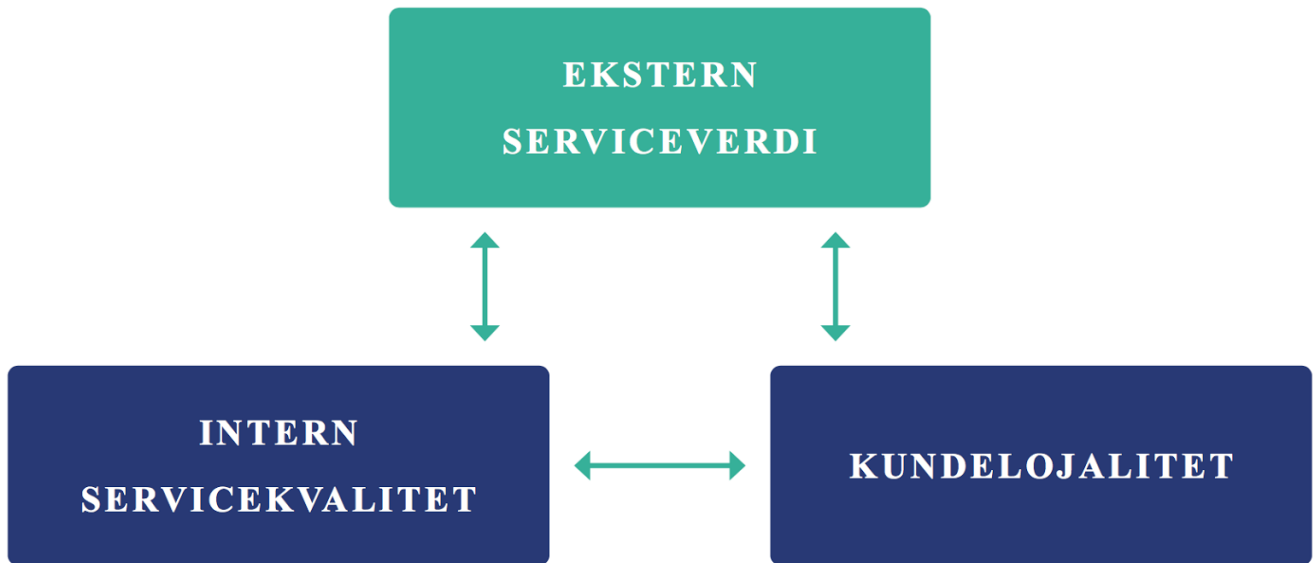 EKSTERN
SERVICEVERDI
INTERN
SERVICEKVALITET
KUNDELOJALITET